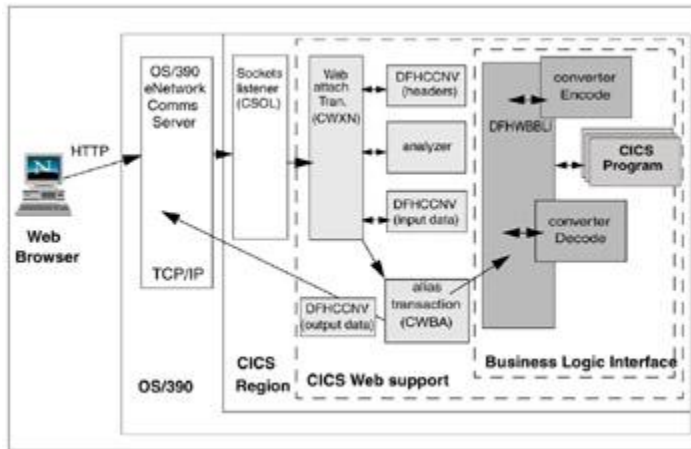 HTTP
Web
Browser
OS/390
eNetwork
Comms
Server
TCP/IP
OS/390
Sockets
listener
(CSOL)
CICS
Region
Web
attach
Tran.
(CWXN)
DFHCCNV
(headers)
analyzer
DFHCCNV
(input data)
alias
transaction
(CWBA)
DFHCCNV
(output data)
CICS Web support
DFHWBBLI
converter
Encode
CICS
Program
converter
Decode
Business Logic Interface
N